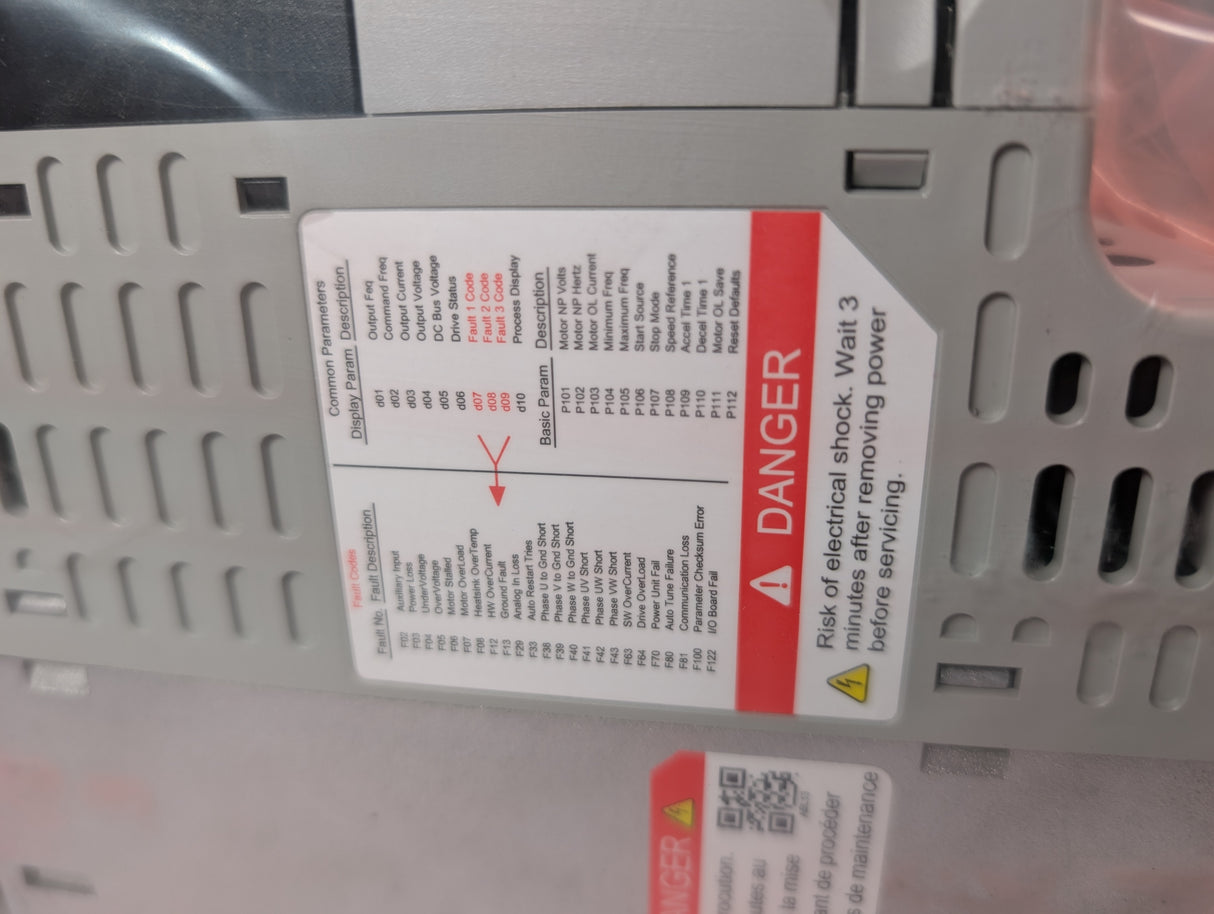 Fault Codes
Fault No. Fault Description
F02 Auxiliary Input
F03 Power Loss
F04 UnderVoltage
F05 OverVoltage
F06 Motor Stalled
F07 Motor OverLoad
F08 Heatsink OverTemp
F12 HW OverCurrent
F13 Ground Fault
F29 Analog In Loss
F33 Auto Restart Tries
F38 Phase U to Gnd Short
F39 Phase V to Gnd Short
F40 Phase W to Gnd Short
F41 Phase UV Short
F42 Phase UW Short
F43 Phase VW Short
F63 SW OverCurrent
F64 Drive OverLoad
F70 Power Unit Fail
F80 Auto Tune Failure
F81 Communication Loss
F100 Parameter Checksum Error
F122 I/O Board Fail
Common Parameters
Display Param Description
d01 Output Feq
d02 Command Freq
d03 Output Current
d04 Output Voltage
d05 DC Bus Voltage
d06 Drive Status
d07 Fault 1 Code
d08 Fault 2 Code
d09 Fault 3 Code
d10 Process Display
Basic Param Description
P101 Motor NP Volts
P102 Motor NP Hertz
P103 Motor OL Current
P104 Minimum Freq
P105 Maximum Freq
P106 Start Source
P107 Stop Mode
P108 Speed Reference
P109 Accel Time 1
P110 Decel Time 1
P111 Motor OL Save
P112 Reset Defaults
DANGER
Risk of electrical shock. Wait 3
minutes after removing power
before servicing.
la mise
de procéder
de maintenance